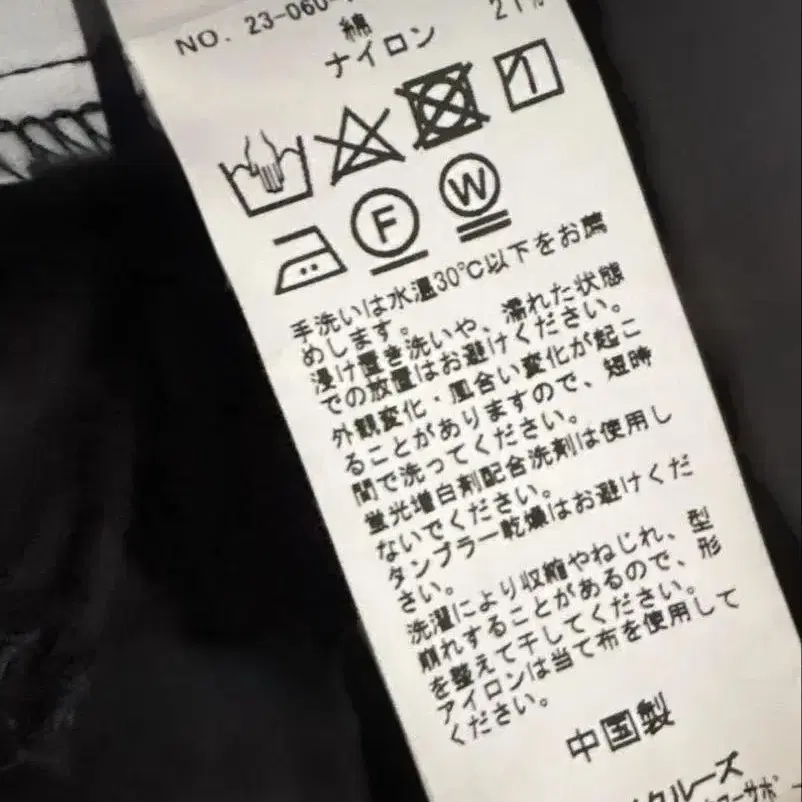 NO. 23-060-
綿
ナイロン 21%
F
W
手洗いは水温30℃以下をお薦
めします。
浸け置き洗いや、濡れた状態
での放置はお避けください。
外観変化・風合い変化が起こ
ることがありますので、短時
間で洗ってください。
蛍光増白剤配合洗剤は使用し
ないでください。
タンブラー乾燥はお避けくだ
さい。
洗濯により収縮やねじれ、型
崩れすることがあるので、形
を整えて干してください。
アイロンは当て布を使用して
ください。
中国製
クルーズ